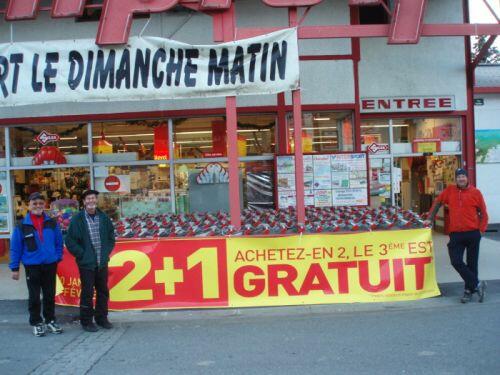 RT LE DIMANCHE MATIN
ENTREE
2+1
ACHETEZ-EN 2, LE 3ÈME EST
GRATUIT